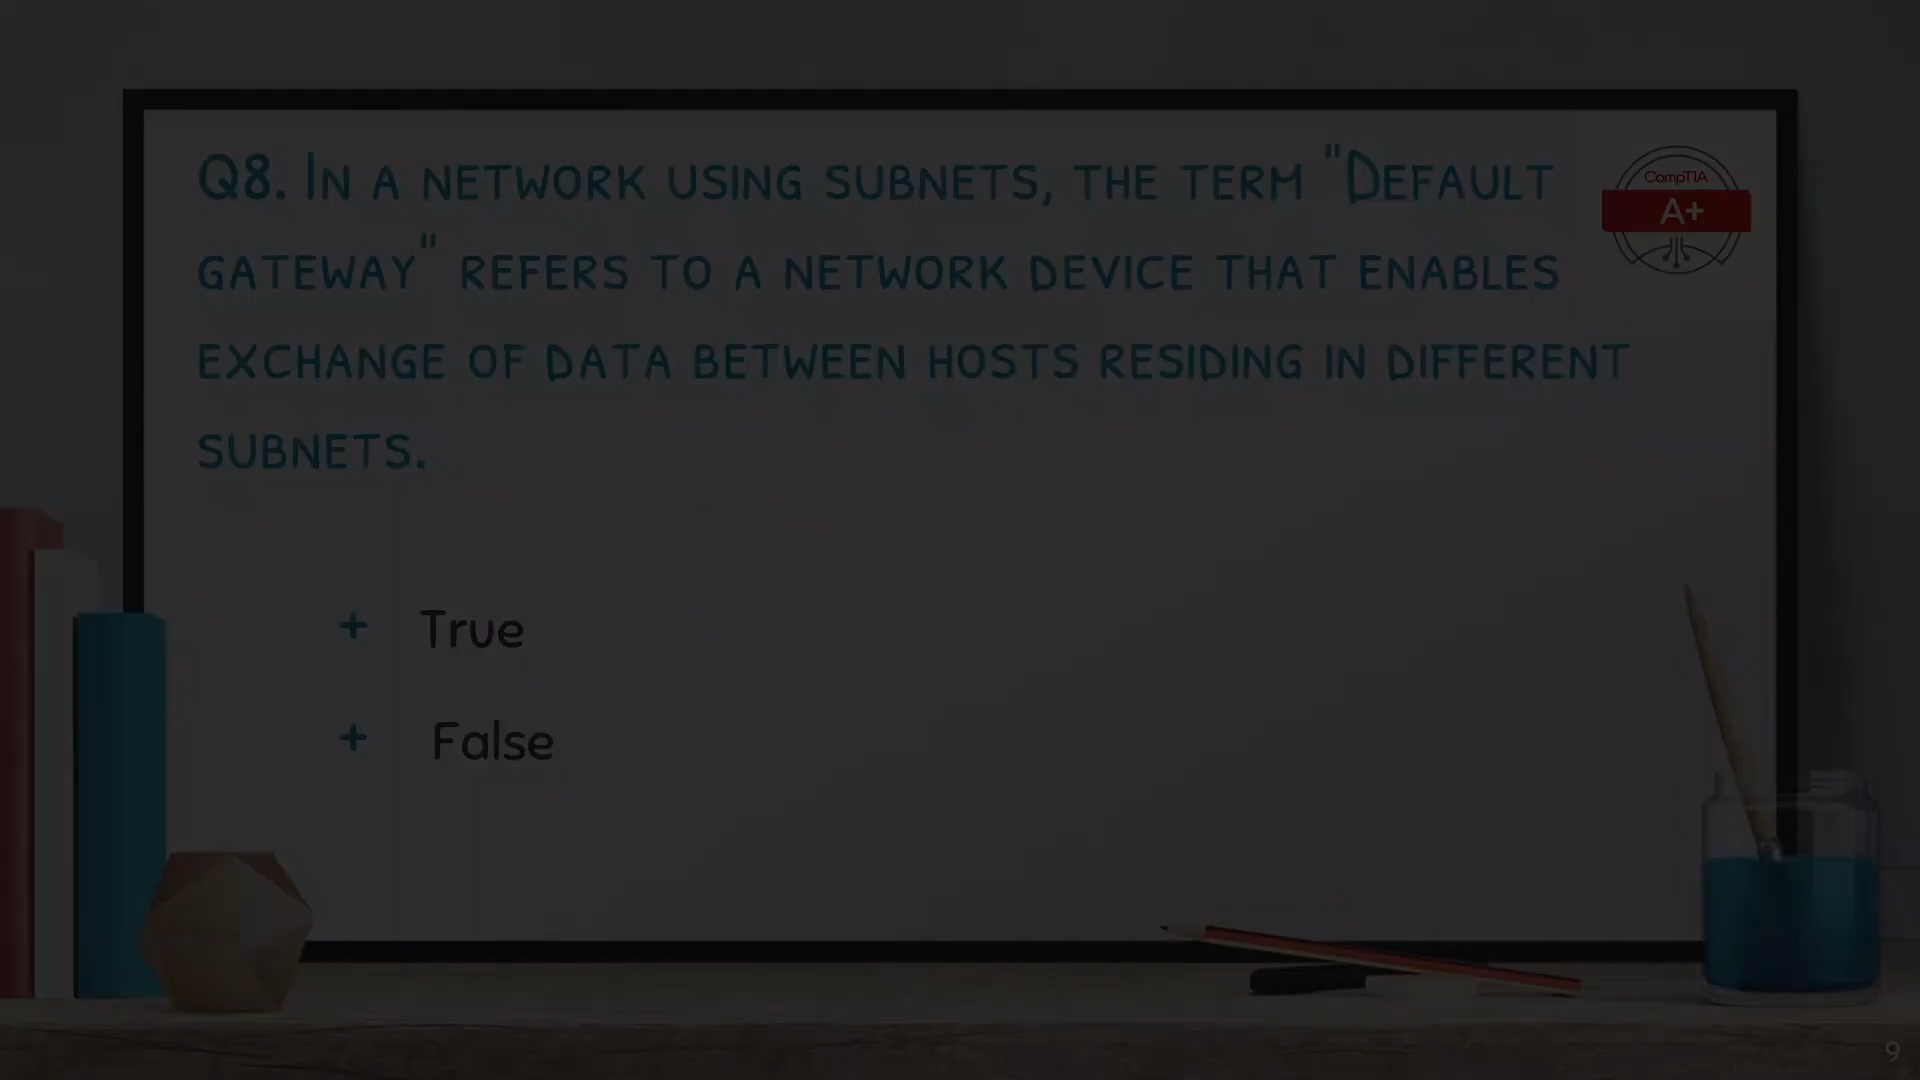 Q8. In a network using subnets, the term "Default
gateway" refers to a network device that enables
exchange of data between hosts residing in different
subnets.
CompTIA
A+
+ True
+ False
9